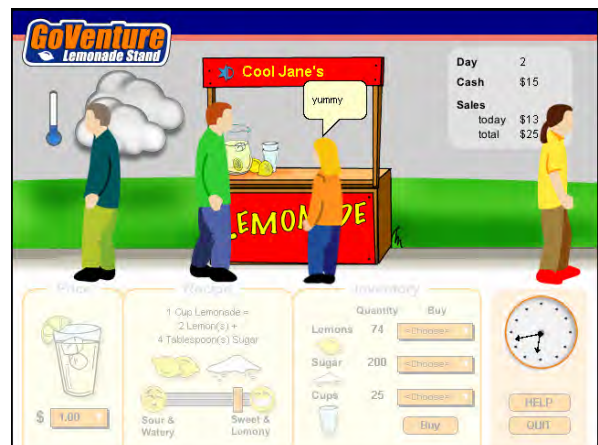 GoVenture
Lemonade Stand
Cool Jane's
yummy
Day 2
Cash $15
Sales
today $13
total $25
LEMONADE
Price
Recipe
Inventory
1 Cup Lemonade =
2 Lemon(s) +
4 Tablespoon(s) Sugar
Quantity Buy
Lemons 74 <Choose>
Sugar 200 <Choose>
Cups 25 <Choose>
$ 1.00
Sour &
Watery
Sweet &
Lemony
Buy
HELP
QUIT